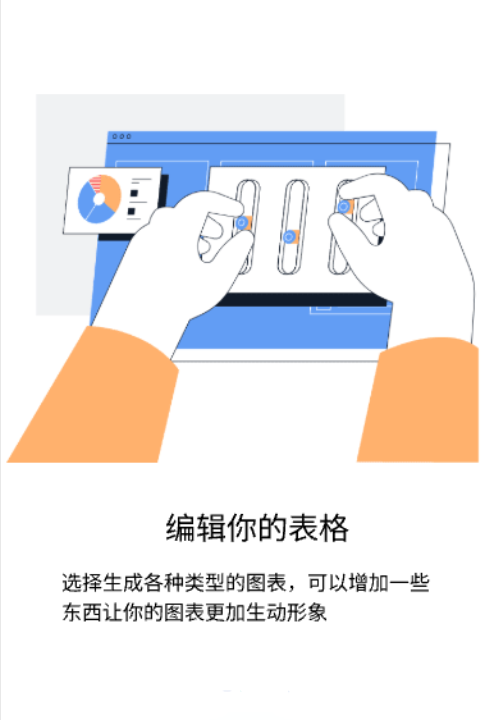 编辑你的表格
选择生成各种类型的图表，可以增加一些
东西让你的图表更加生动形象